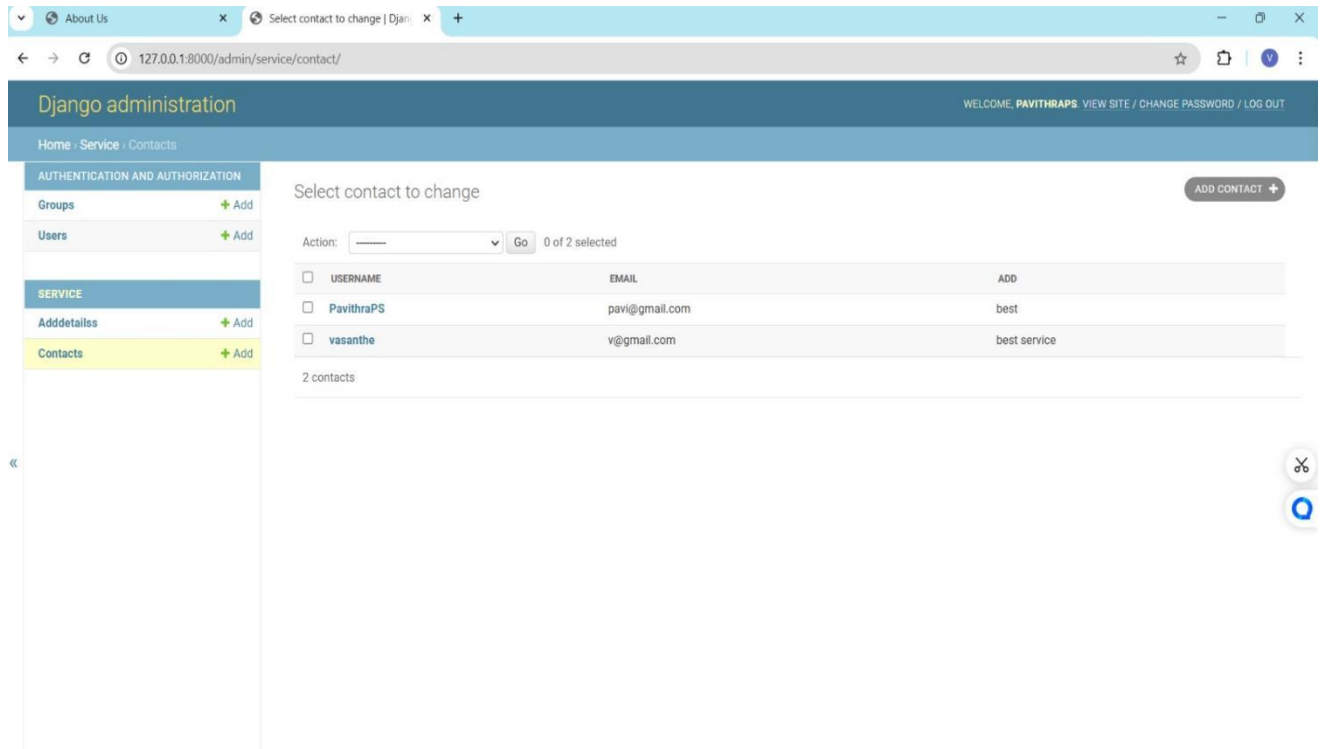 About Us
Select contact to change | Djan
127.0.0.1:8000/admin/service/contact/
V
Django administration
WELCOME, PAVITHRAPS. VIEW SITE / CHANGE PASSWORD / LOG OUT
Home › Service › Contacts
AUTHENTICATION AND AUTHORIZATION
Groups + Add
Users + Add
SERVICE
Adddetailss + Add
Contacts + Add
«
Select contact to change
ADD CONTACT +
Action: --------- Go 0 of 2 selected
USERNAME EMAIL ADD
PavithraPS pavi@gmail.com best
vasanthe v@gmail.com best service
2 contacts